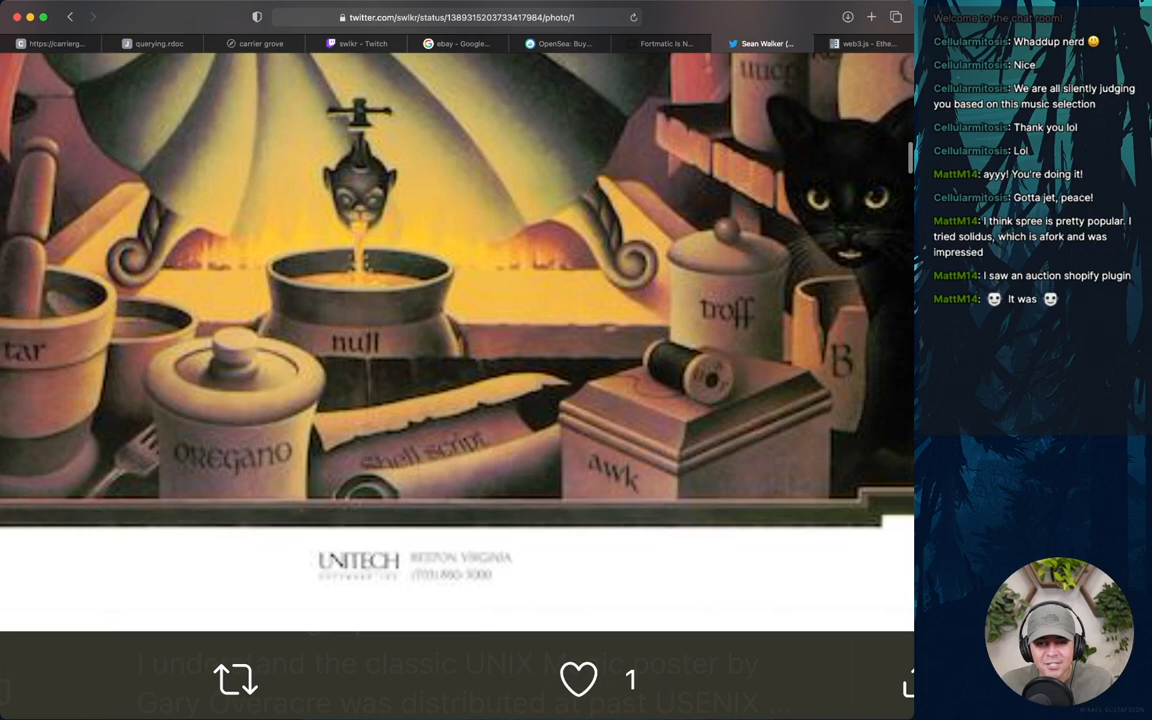 twitter.com/swlkr/status/1389315203733417984/photo/1
https://carrierg...
querying.rdoc
carrier grove
swlkr - Twitch
ebay - Google...
OpenSea: Buy...
Fortmatic Is N...
Sean Walker (...
web3.js - Ethe...
Welcome to the chat room!
Cellularmitosis: Whaddup nerd 😃
Cellularmitosis: Nice
Cellularmitosis: We are all silently judging
you based on this music selection
Cellularmitosis: Thank you lol
Cellularmitosis: Lol
MattM14: ayyy! You're doing it!
Cellularmitosis: Gotta jet, peace!
MattM14: I think spree is pretty popular. I
tried solidus, which is afork and was
impressed
MattM14: I saw an auction shopify plugin
MattM14: 💀 It was 💀
tar
null
troff
B
OREGANO
shell script
awk
UNITECH
RESTON VIRGINIA
I understand the classic UNIX Magic poster by
Gary Overacre was distributed at past USENIX ...
1